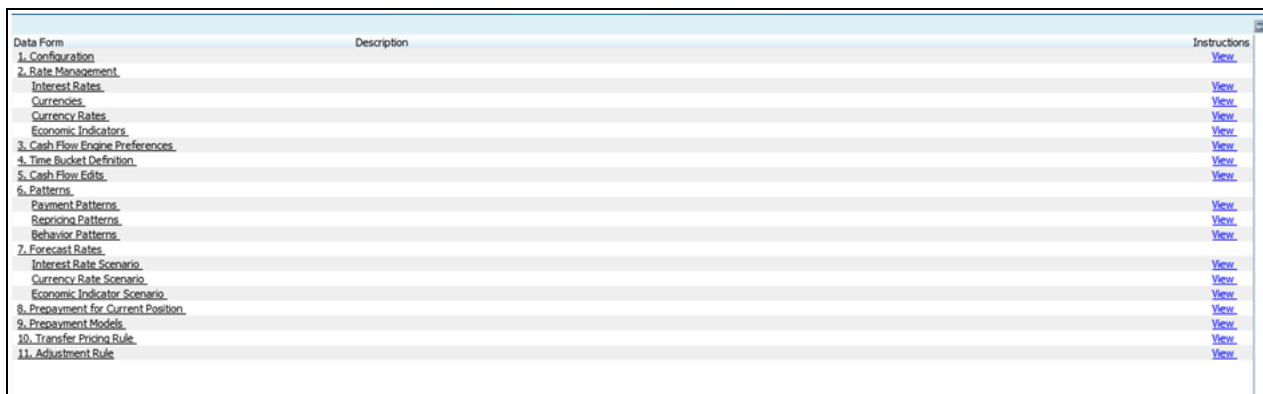 Data Form Description Instructions
1. Configuration View
2. Rate Management
Interest Rates View
Currencies View
Currency Rates View
Economic Indicators View
3. Cash Flow Engine Preferences View
4. Time Bucket Definition View
5. Cash Flow Edits View
6. Patterns
Payment Patterns View
Repricing Patterns View
Behavior Patterns View
7. Forecast Rates
Interest Rate Scenario View
Currency Rate Scenario View
Economic Indicator Scenario View
8. Prepayment for Current Position View
9. Prepayment Models View
10. Transfer Pricing Rule View
11. Adjustment Rule View